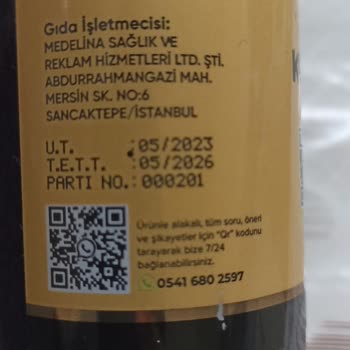 Gıda İşletmecisi:
MEDELİNA SAĞLIK VE
REKLAM HİZMETLERİ LTD. ŞTİ.
ABDURRAHMANGAZİ MAH.
MERSİN SK. NO:6
SANCAKTEPE/İSTANBUL
Ü.T. :05/2023
T.E.T.T. :05/2026
PARTI NO.:000201
Ürünle alakalı, tüm soru, öneri
ve şikayetler için "Qr" kodunu
tarayarak bize 7/24
bağlanabilirsiniz.
0541 680 2597
K